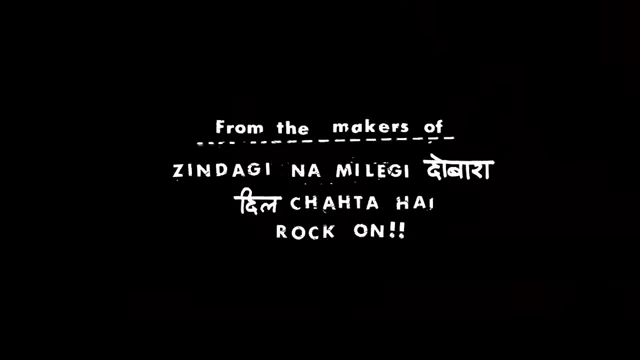 From the makers of
ZINDAGI NA MILEGI दोबारा
दिल CHAHTA HAI
ROCK ON!!